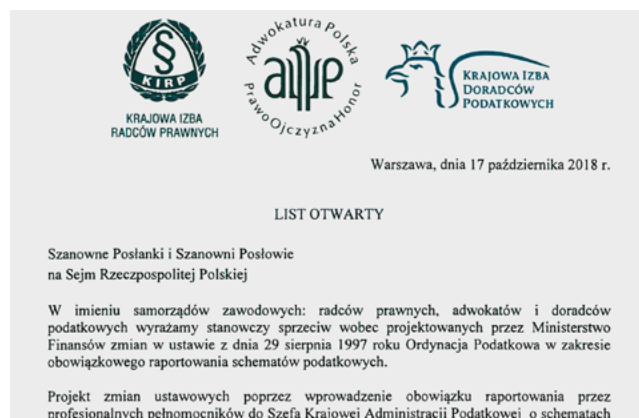 §
KIRP
KRAJOWA IZBA
RADCÓW PRAWNYCH
Adwokatura Polska
Prawo Ojczyzna Honor
KRAJOWA IZBA
DORADCÓW
PODATKOWYCH
Warszawa, dnia 17 października 2018 r.
LIST OTWARTY
Szanowne Posłanki i Szanowni Posłowie
na Sejm Rzeczpospolitej Polskiej
W imieniu samorządów zawodowych: radców prawnych, adwokatów i doradców
podatkowych wyrażamy stanowczy sprzeciw wobec projektowanych przez Ministerstwo
Finansów zmian w ustawie z dnia 29 sierpnia 1997 roku Ordynacja Podatkowa w zakresie
obowiązkowego raportowania schematów podatkowych.
Projekt zmian ustawowych poprzez wprowadzenie obowiązku raportowania przez
profesjonalnych pełnomocników do Szefa Krajowej Administracji Podatkowej o schematach